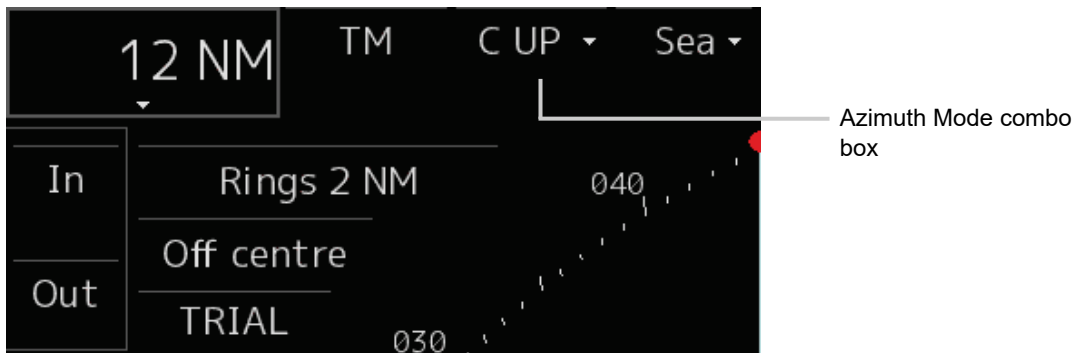 12 NM
TM
C UP
Sea
Azimuth Mode combo
box
In
Rings 2 NM
040
Off centre
Out
TRIAL
030